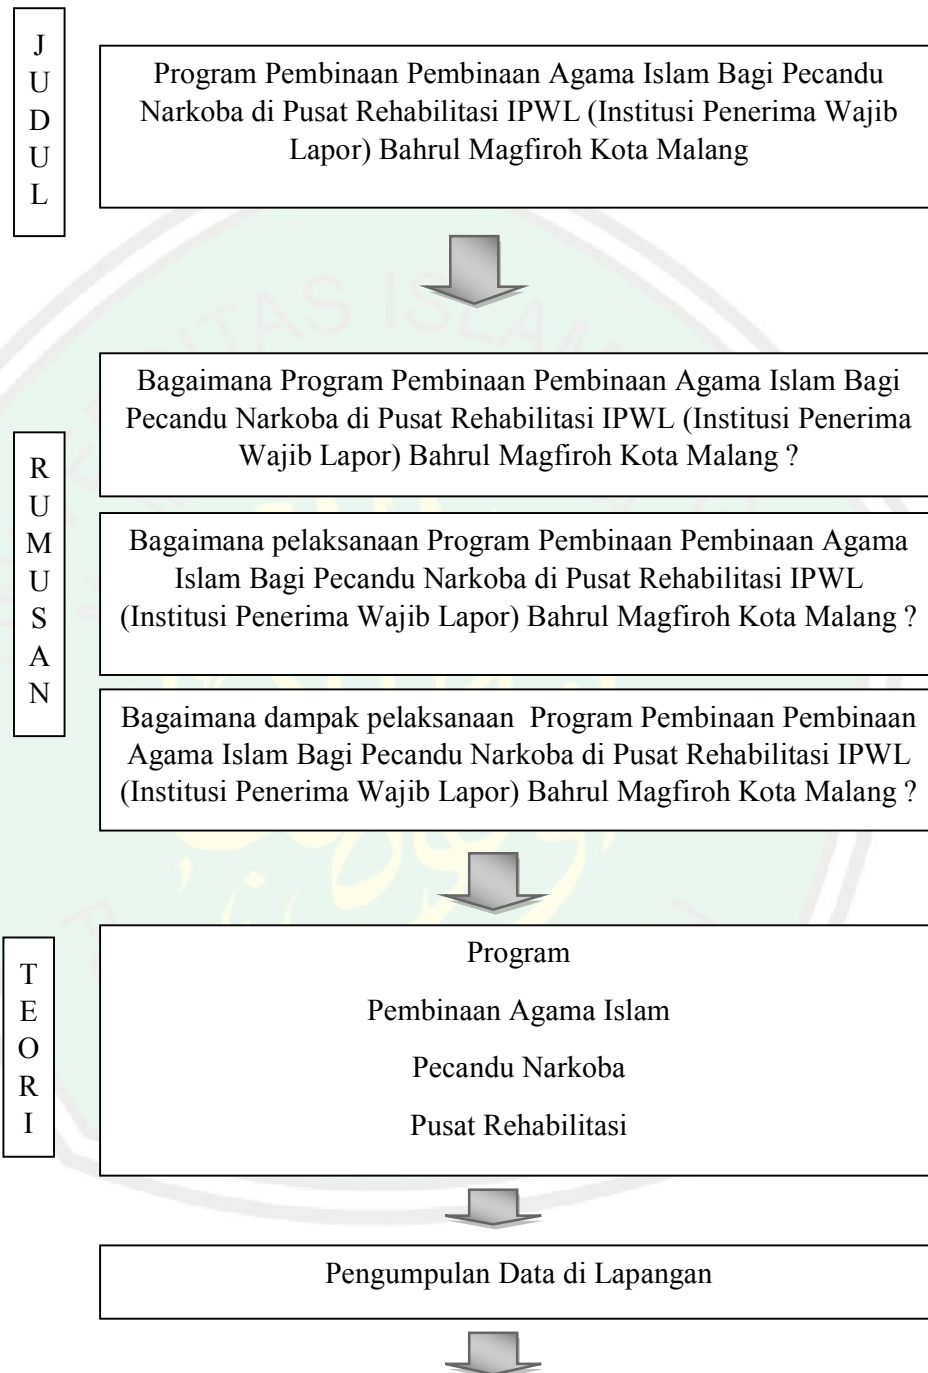 J
U
D
U
L
Program Pembinaan Pembinaan Agama Islam Bagi Pecandu
Narkoba di Pusat Rehabilitasi IPWL (Institusi Penerima Wajib
Lapor) Bahrul Magfiroh Kota Malang
R
U
M
U
S
A
N
Bagaimana Program Pembinaan Pembinaan Agama Islam Bagi
Pecandu Narkoba di Pusat Rehabilitasi IPWL (Institusi Penerima
Wajib Lapor) Bahrul Magfiroh Kota Malang ?
Bagaimana pelaksanaan Program Pembinaan Pembinaan Agama
Islam Bagi Pecandu Narkoba di Pusat Rehabilitasi IPWL
(Institusi Penerima Wajib Lapor) Bahrul Magfiroh Kota Malang ?
Bagaimana dampak pelaksanaan  Program Pembinaan Pembinaan
Agama Islam Bagi Pecandu Narkoba di Pusat Rehabilitasi IPWL
(Institusi Penerima Wajib Lapor) Bahrul Magfiroh Kota Malang ?
T
E
O
R
I
Program
Pembinaan Agama Islam
Pecandu Narkoba
Pusat Rehabilitasi
Pengumpulan Data di Lapangan